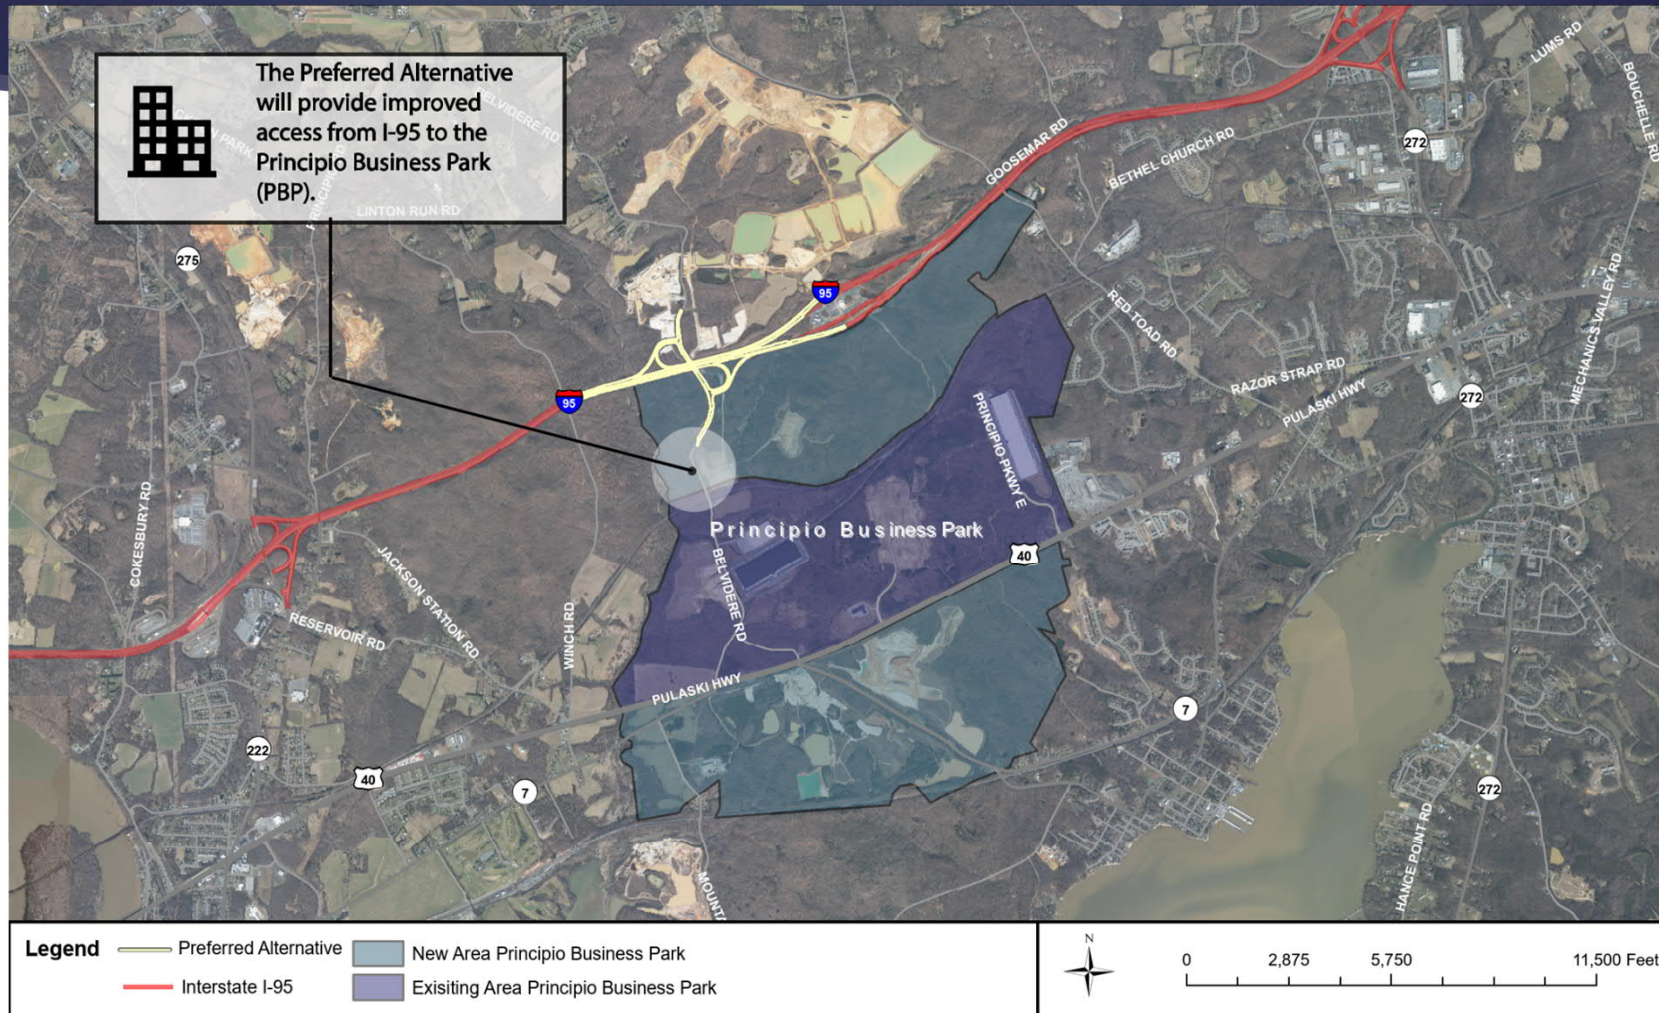 The Preferred Alternative
will provide improved
access from I-95 to the
Principio Business Park
(PBP).
BELVIDERE RD
LINTON RUN RD
275
GOOSEMAR RD
BETHEL CHURCH RD
272
LUMS RD
BOUCHELLE RD
95
95
RED TOAD RD
RAZOR STRAP RD
PULASKI HWY
272
MECHANICS VALLEY RD
PRINCIPIO PKWY E
Principio Business Park
40
BELVIDERE RD
COKESBURY RD
JACKSON STATION RD
RESERVOIR RD
WINCH RD
PULASKI HWY
222
40
7
7
272
HANCE POINT RD
MOUNTA
Legend
Preferred Alternative
Interstate I-95
New Area Principio Business Park
Exisiting Area Principio Business Park
N
0 2,875 5,750 11,500 Feet